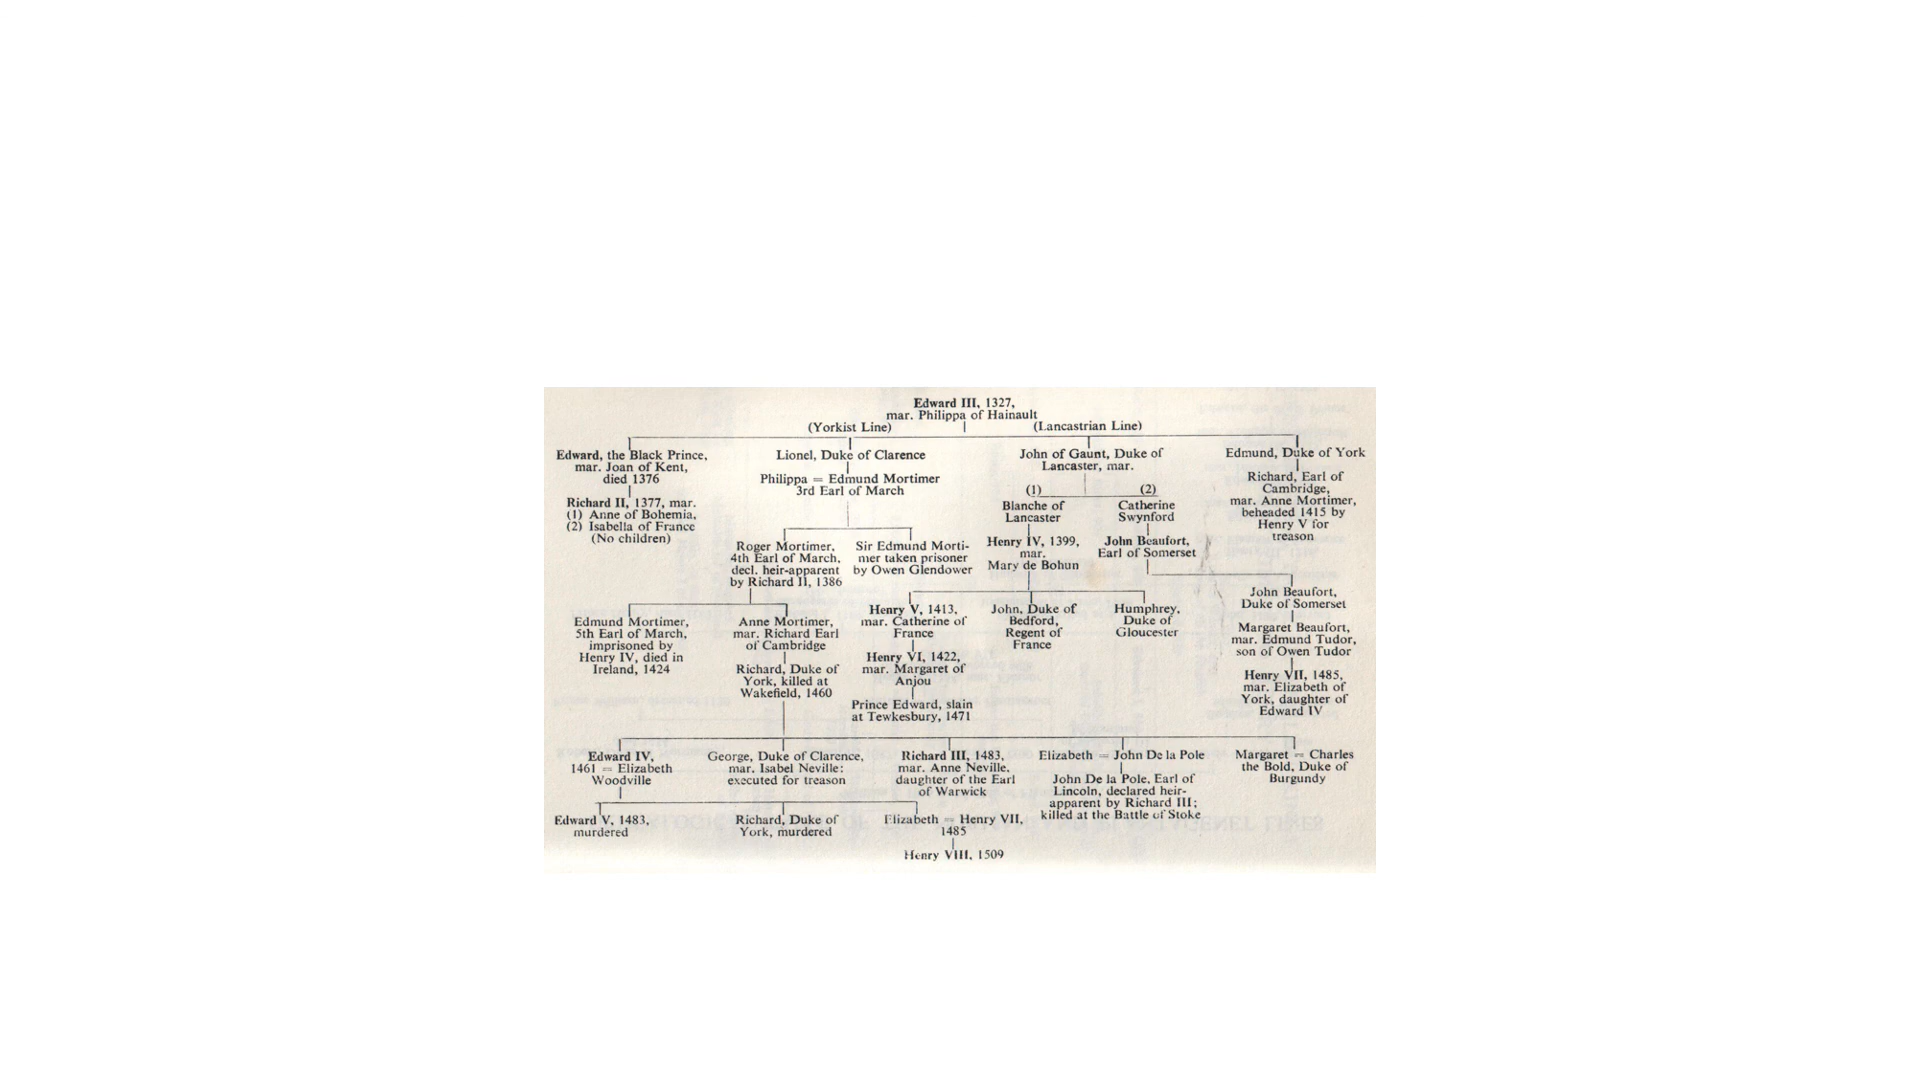 Edward III, 1327,
mar. Philippa of Hainault
(Yorkist Line)
(Lancastrian Line)
Edward, the Black Prince,
mar. Joan of Kent,
died 1376
Richard II, 1377, mar.
(1) Anne of Bohemia,
(2) Isabella of France
(No children)
Lionel, Duke of Clarence
Philippa = Edmund Mortimer
3rd Earl of March
John of Gaunt, Duke of
Lancaster, mar.
(1)
Blanche of
Lancaster
(2)
Catherine
Swynford
Edmund, Duke of York
Richard, Earl of
Cambridge,
mar. Anne Mortimer,
beheaded 1415 by
Henry V for
treason
Roger Mortimer,
4th Earl of March,
decl. heir-apparent
by Richard II, 1386
Sir Edmund Morti-
mer taken prisoner
by Owen Glendower
Henry IV, 1399,
mar.
Mary de Bohun
John Beaufort,
Earl of Somerset
Edmund Mortimer,
5th Earl of March,
imprisoned by
Henry IV, died in
Ireland, 1424
Anne Mortimer,
mar. Richard Earl
of Cambridge
Richard, Duke of
York, killed at
Wakefield, 1460
Henry V, 1413,
mar. Catherine of
France
Henry VI, 1422,
mar. Margaret of
Anjou
Prince Edward, slain
at Tewkesbury, 1471
John, Duke of
Bedford,
Regent of
France
Humphrey,
Duke of
Gloucester
John Beaufort,
Duke of Somerset
Margaret Beaufort,
mar. Edmund Tudor,
son of Owen Tudor
Henry VII, 1485,
mar. Elizabeth of
York, daughter of
Edward IV
Edward IV,
1461 = Elizabeth
Woodville
George, Duke of Clarence,
mar. Isabel Neville:
executed for treason
Richard III, 1483,
mar. Anne Neville,
daughter of the Earl
of Warwick
Elizabeth = John De la Pole
John De la Pole, Earl of
Lincoln, declared heir-
apparent by Richard III;
killed at the Battle of Stoke
Margaret = Charles
the Bold, Duke of
Burgundy
Edward V, 1483,
murdered
Richard, Duke of
York, murdered
Elizabeth = Henry VII,
1485
Henry VIII, 1509